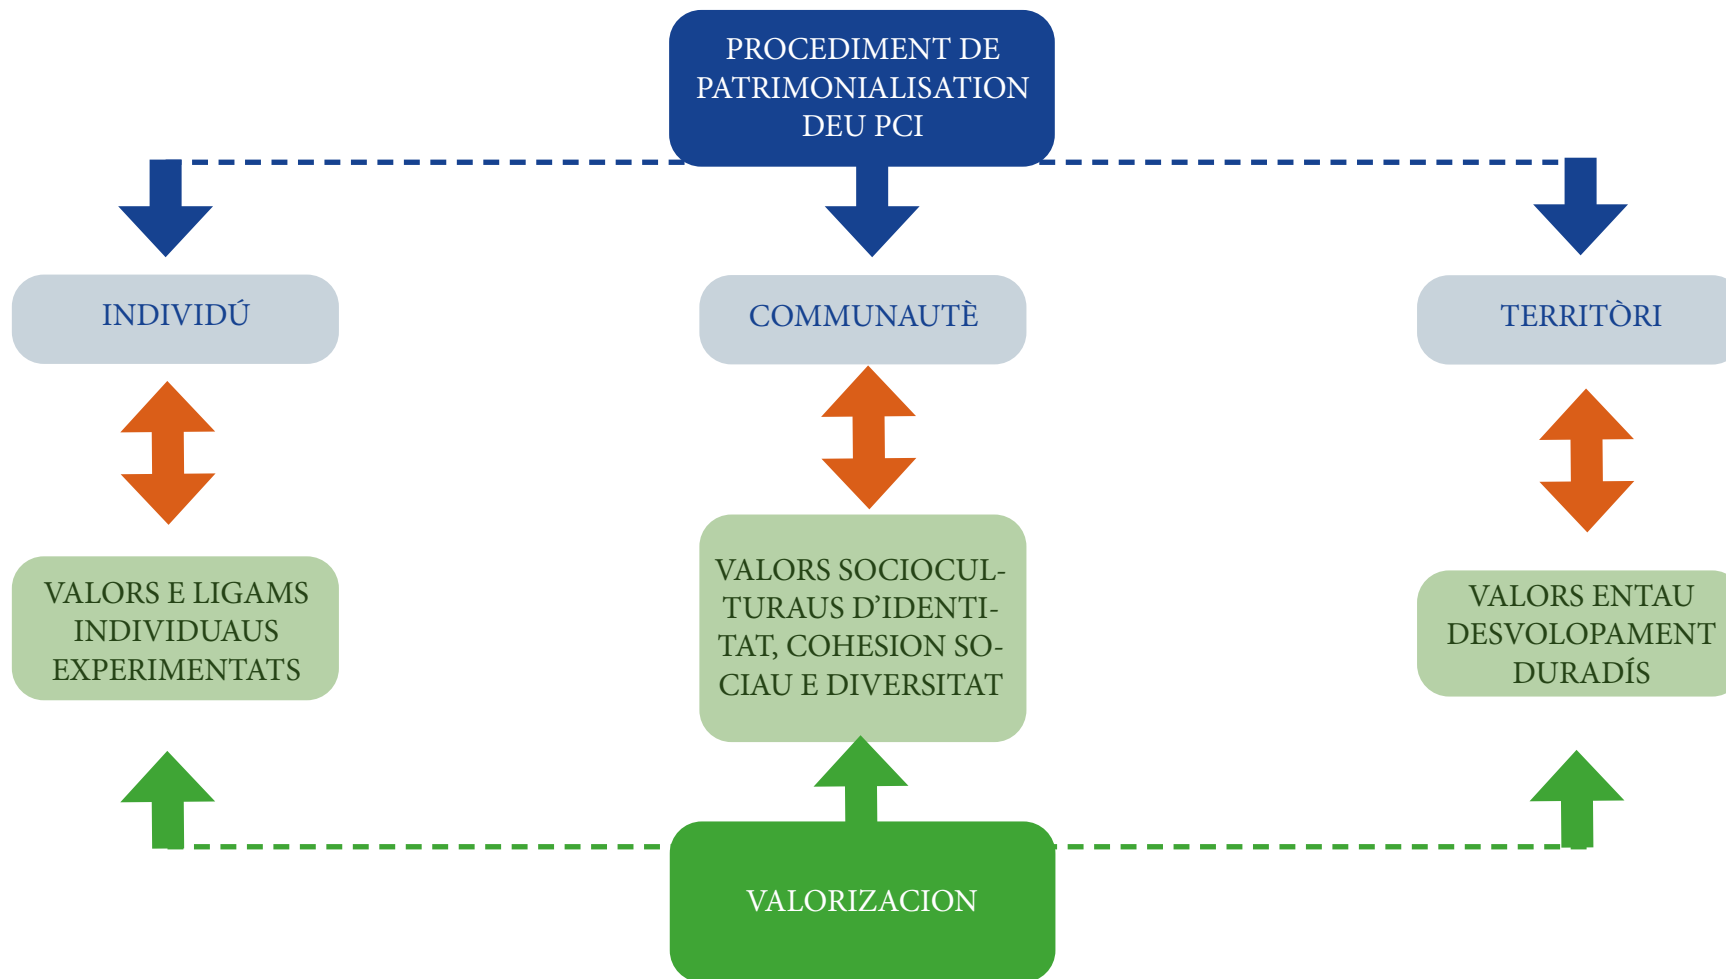 PROCEDIMENT DE
PATRIMONIALISATION
DEU PCI
INDIVIDÚ
COMMUNAUTÈ
TERRITÒRI
VALORS E LIGAMS
INDIVIDUAUS
EXPERIMENTATS
VALORS SOCIOCUL-
TURAUS D’IDENTI-
TAT, COHESION SO-
CIAU E DIVERSITAT
VALORS ENTAU
DESVOLOPAMENT
DURADÍS
VALORIZACION